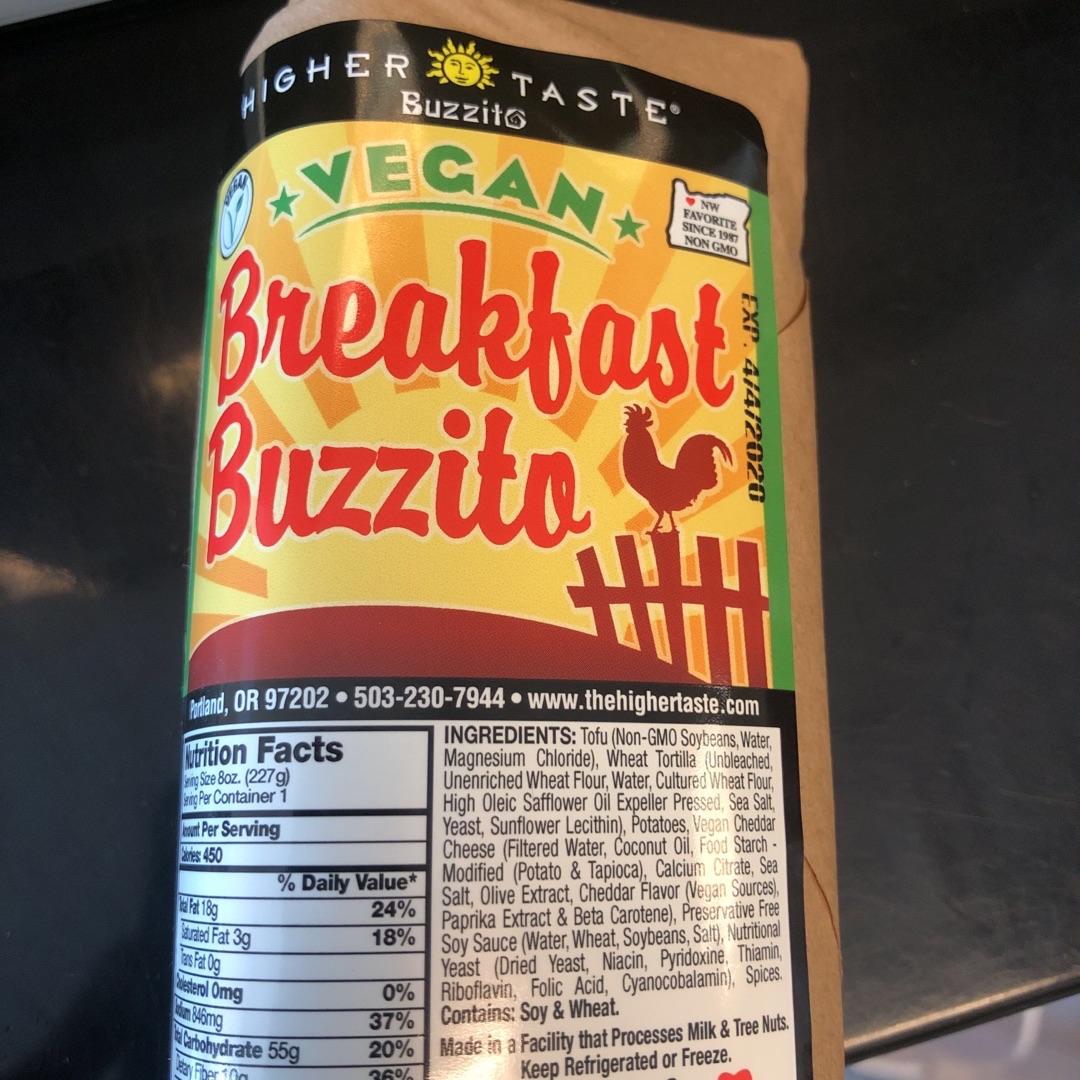 HIGHER TASTE®
Buzzito
VEGAN
VEGAN
NW
FAVORITE
SINCE 1987
NON GMO
Breakfast
Buzzito
EXP. 4/4/2020
Portland, OR 97202 • 503-230-7944 • www.thehighertaste.com
Nutrition Facts
Serving Size 8oz. (227g)
Serving Per Container 1
Amount Per Serving
Calories: 450
% Daily Value*
Total Fat 18g 24%
Saturated Fat 3g 18%
Trans Fat 0g
Cholesterol 0mg 0%
Sodium 846mg 37%
Total Carbohydrate 55g 20%
Dietary Fiber 10g 36%
INGREDIENTS: Tofu (Non-GMO Soybeans, Water,
Magnesium Chloride), Wheat Tortilla (Unbleached,
Unenriched Wheat Flour, Water, Cultured Wheat Flour,
High Oleic Safflower Oil Expeller Pressed, Sea Salt,
Yeast, Sunflower Lecithin), Potatoes, Vegan Cheddar
Cheese (Filtered Water, Coconut Oil, Food Starch -
Modified (Potato & Tapioca), Calcium Citrate, Sea
Salt, Olive Extract, Cheddar Flavor (Vegan Sources),
Paprika Extract & Beta Carotene), Preservative Free
Soy Sauce (Water, Wheat, Soybeans, Salt), Nutritional
Yeast (Dried Yeast, Niacin, Pyridoxine, Thiamin,
Riboflavin, Folic Acid, Cyanocobalamin), Spices.
Contains: Soy & Wheat.
Made in a Facility that Processes Milk & Tree Nuts.
Keep Refrigerated or Freeze.